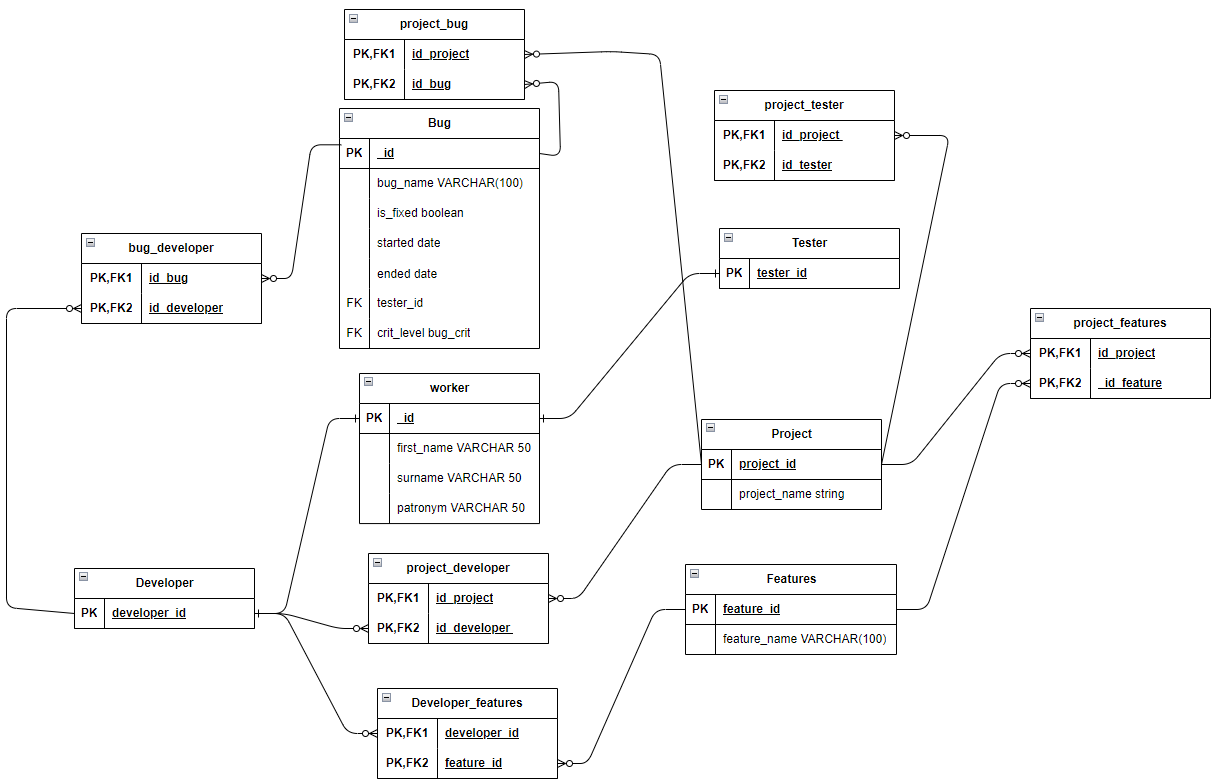 project_bug
PK,FK1 id_project
PK,FK2 id_bug
Bug
PK _id
bug_name VARCHAR(100)
is_fixed boolean
started date
ended date
FK tester_id
FK crit_level bug_crit
project_tester
PK,FK1 id_project
PK,FK2 id_tester
bug_developer
PK,FK1 id_bug
PK,FK2 id_developer
Tester
PK tester_id
project_features
PK,FK1 id_project
PK,FK2 _id_feature
worker
PK _id
first_name VARCHAR 50
surname VARCHAR 50
patronym VARCHAR 50
Project
PK project_id
project_name string
Developer
PK developer_id
project_developer
PK,FK1 id_project
PK,FK2 id_developer
Features
PK feature_id
feature_name VARCHAR(100)
Developer_features
PK,FK1 developer_id
PK,FK2 feature_id